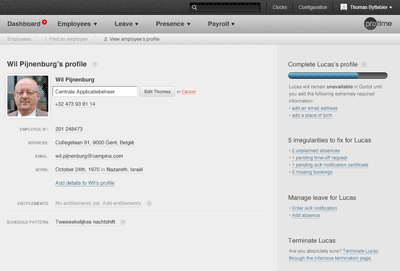 Clocks
Configuration
Thomas Byttebier
Dashboard
Employees
Leave
Presence
Payroll
protime
Employees
1. Find an employee
2. View employee's profile
Wil Pijnenburg's profile
Wil Pijnenburg
Centrale Applicatiebeheer
Edit Thomas
or Cancel
+32 473 93 81 14
EMPLOYEE N°:
201 248473
ADDRESS:
Collegelaan 91, 9000 Gent, België
EMAIL:
wil.pijnenburg@campina.com
BORN:
October 24th, 1970 in Nazareth, Israël
Add details to Wil's profile
ENTITLEMENTS:
No entitlements yet. Add entitlements.
SCHEDULE PATTERN:
Tweewekelijkse nachtshift
Complete Lucas's profile
Lucas will remain unavailable in Godot until
you add the following extremely required
information:
• add an email address
• add a place of birth
5 irregularities to fix for Lucas
• 2 unplanned absences
• 1 pending time-off request
• 1 pending sick notification certificate
• 2 missing bookings
Manage leave for Lucas
• Enter sick notification
• Add absence
Terminate Lucas
Are you absolutely sure? Terminate Lucas
through the infamous termination page.